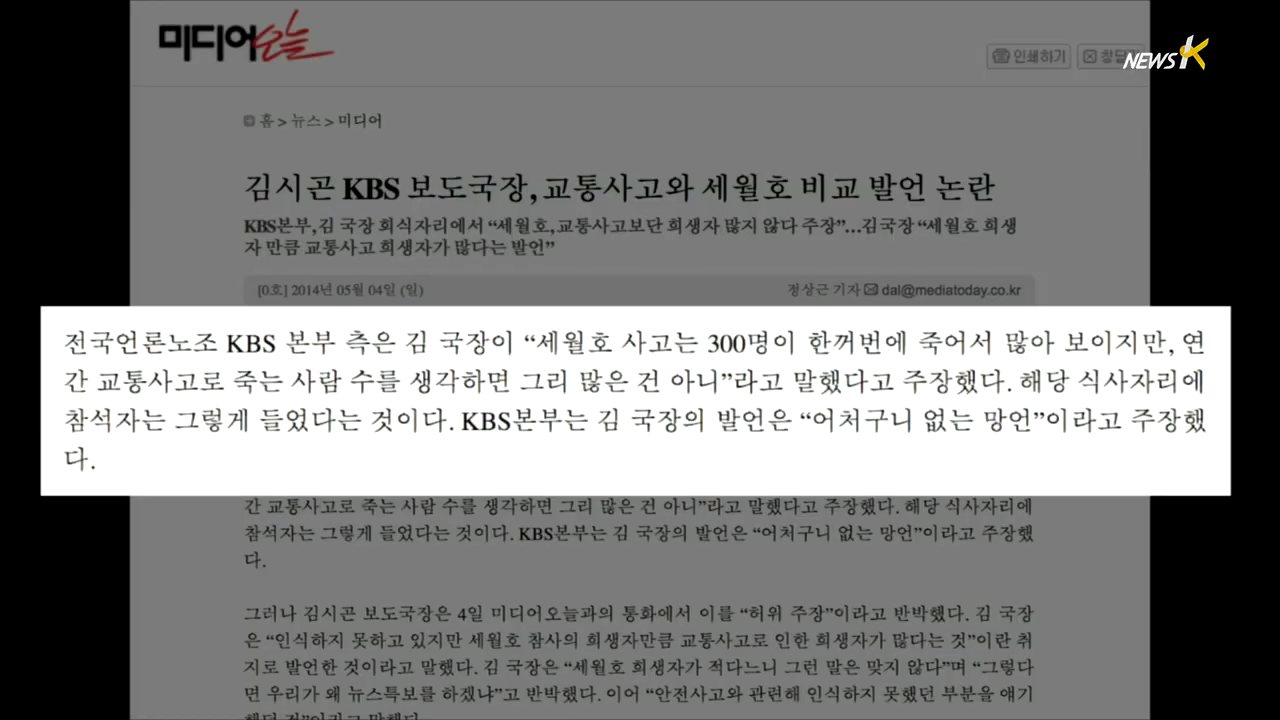 미디어오늘
인쇄하기
NEWS K
홈 > 뉴스 > 미디어
김시곤 KBS 보도국장, 교통사고와 세월호 비교 발언 논란
KBS본부, 김 국장 회식자리에서 “세월호, 교통사고보단 희생자 많지 않다 주장”…김국장 “세월호 희생
자 만큼 교통사고 희생자가 많다는 발언”
[0호] 2014년 05월 04일 (일)
정상근 기자 dal@mediatoday.co.kr
전국언론노조 KBS 본부 측은 김 국장이 “세월호 사고는 300명이 한꺼번에 죽어서 많아 보이지만, 연
간 교통사고로 죽는 사람 수를 생각하면 그리 많은 건 아니”라고 말했다고 주장했다. 해당 식사자리에
참석자는 그렇게 들었다는 것이다. KBS본부는 김 국장의 발언은 “어처구니 없는 망언”이라고 주장했
다.
간 교통사고로 죽는 사람 수를 생각하면 그리 많은 건 아니”라고 말했다고 주장했다. 해당 식사자리에
참석자는 그렇게 들었다는 것이다. KBS본부는 김 국장의 발언은 “어처구니 없는 망언”이라고 주장했
다.
그러나 김시곤 보도국장은 4일 미디어오늘과의 통화에서 이를 “허위 주장”이라고 반박했다. 김 국장
은 “인식하지 못하고 있지만 세월호 참사의 희생자만큼 교통사고로 인한 희생자가 많다는 것”이란 취
지로 발언한 것이라고 말했다. 김 국장은 “세월호 희생자가 적다느니 그런 말은 맞지 않다”며 “그렇다
면 우리가 왜 뉴스특보를 하겠냐”고 반박했다. 이어 “안전사고와 관련해 인식하지 못했던 부분을 얘기